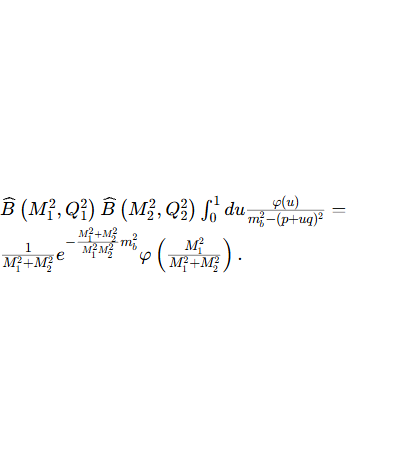 \widehat{B}\left(M_1^2, Q_1^2\right) \widehat{B}\left(M_2^2, Q_2^2\right) \int_0^1 du \frac{\varphi(u)}{m_b^2-(p+uq)^2} =
\frac{1}{M_1^2+M_2^2} e^{-\frac{M_1^2+M_2^2}{M_1^2 M_2^2} m_b^2} \varphi\left(\frac{M_1^2}{M_1^2+M_2^2}\right).